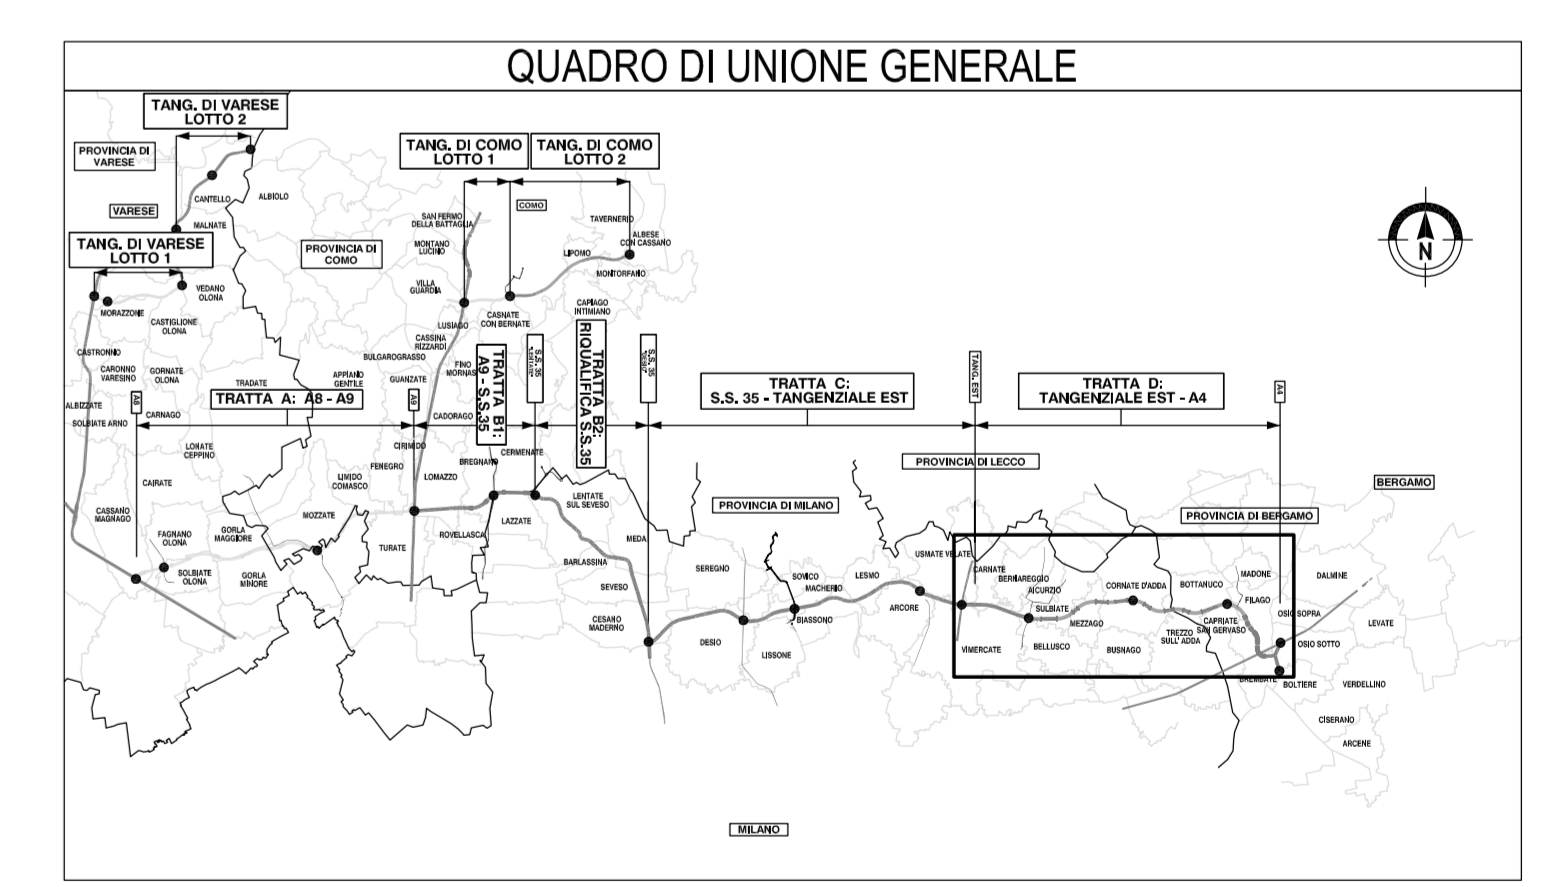 QUADRO DI UNIONE GENERALE
TANG. DI VARESE
LOTTO 2
PROVINCIA DI
VARESE
CANTELLO
ALBIOLO
VARESE
MALNATE
TANG. DI VARESE
LOTTO 1
PROVINCIA DI
COMO
TANG. DI COMO
LOTTO 1
TANG. DI COMO
LOTTO 2
COMO
SAN FERMO
DELLA BATTAGLIA
TAVERNERIO
ALBESE
CON CASSANO
MONTANO
LUCINO
LIPOMO
MONTORFANO
VILLA
GUARDIA
VEDANO
OLONA
MORAZZONE
CASTIGLIONE
OLONA
CAPIAGO
INTIMIANO
CASNATE
CON BERNATE
LUSIAGO
CASSINA
RIZZARDI
BULGAROGRASSO
FINO
MORNAS
CASTRONNO
CARONNO
VARESINO
GORNATE
OLONA
TRADATE
APPIANO
GENTILE
GUANZATE
ALBIZZATE
SOLBIATE ARNO
CARNAGO
A8
TRATTA A: A8 - A9
A9
CADORAGO
TRATTA B1:
A9 - S.S.35
S.S. 35
TRATTA B2:
RIQUALIFICA S.S.35
S.S. 35
TRATTA C:
S.S. 35 - TANGENZIALE EST
TANG. EST
TRATTA D:
TANGENZIALE EST - A4
A4
CIRIMIDO
LONATE
CEPPINO
FENEGRO
LOMAZZO
BREGNANO
CERMENATE
CAIRATE
LIMIDO
COMASCO
PROVINCIA DI LECCO
BERGAMO
CASSANO
MAGNAGO
MOZZATE
LENTATE
SUL SEVESO
PROVINCIA DI MILANO
PROVINCIA DI BERGAMO
FAGNANO
OLONA
GORLA
MAGGIORE
ROVELLASCA
LAZZATE
TURATE
MEDA
SOLBIATE
OLONA
GORLA
MINORE
BARLASSINA
SEVESO
SEREGNO
SOVICO
MACHERIO
LESMO
USMATE VELATE
CARNATE
BERNAREGGIO
AICURZIO
CORNATE D'ADDA
BOTTANUCO
MADONE
DALMINE
FILAGO
CESANO
MADERNO
DESIO
LISSONE
BIASSONO
ARCORE
SULBIATE
MEZZAGO
CAPRIATE
SAN GERVASO
OSIO SOPRA
LEVATE
VIMERCATE
BELLUSCO
BUSNAGO
TREZZO
SULL' ADDA
OSIO SOTTO
BREMBATE
BOLTIERE
VERDELLINO
CISERANO
ARCENE
MILANO
N